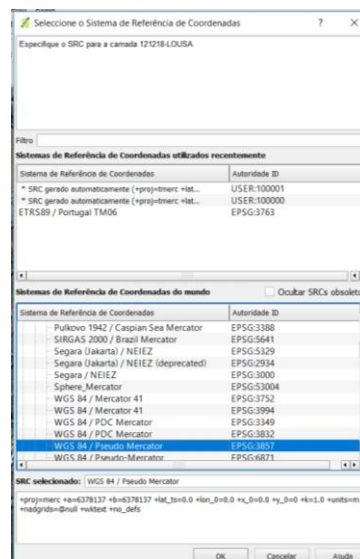 Seleccione o Sistema de Referência de Coordenadas ? X
Especifique o SRC para a camada 121218-LOUSA
Filtro
Sistemas de Referência de Coordenadas utilizados recentemente
Sistema de Referência de Coordenadas Autoridade ID
* SRC gerado automaticamente (+proj=tmerc +lat... USER:100001
* SRC gerado automaticamente (+proj=tmerc +lat... USER:100000
ETRS89 / Portugal TM06 EPSG:3763
Sistemas de Referência de Coordenadas do mundo Ocultar SRCs obsoleto
Sistema de Referência de Coordenadas Autoridade ID
Pulkovo 1942 / Caspian Sea Mercator EPSG:3388
SIRGAS 2000 / Brazil Mercator EPSG:5641
Segara (Jakarta) / NEIEZ EPSG:5329
Segara (Jakarta) / NEIEZ (deprecated) EPSG:2934
Segara / NEIEZ EPSG:3000
Sphere_Mercator EPSG:53004
WGS 84 / Mercator 41 EPSG:3752
WGS 84 / Mercator 41 EPSG:3994
WGS 84 / PDC Mercator EPSG:3349
WGS 84 / PDC Mercator EPSG:3832
WGS 84 / Pseudo Mercator EPSG:3857
WGS 84 / Pseudo-Mercator EPSG:6871
SRC selecionado: WGS 84 / Pseudo Mercator
+proj=merc +a=6378137 +b=6378137 +lat_ts=0.0 +lon_0=0.0 +x_0=0.0 +y_0=0 +k=1.0 +units=m
+nadgrids=@null +wktext +no_defs
OK Cancelar Ajuda